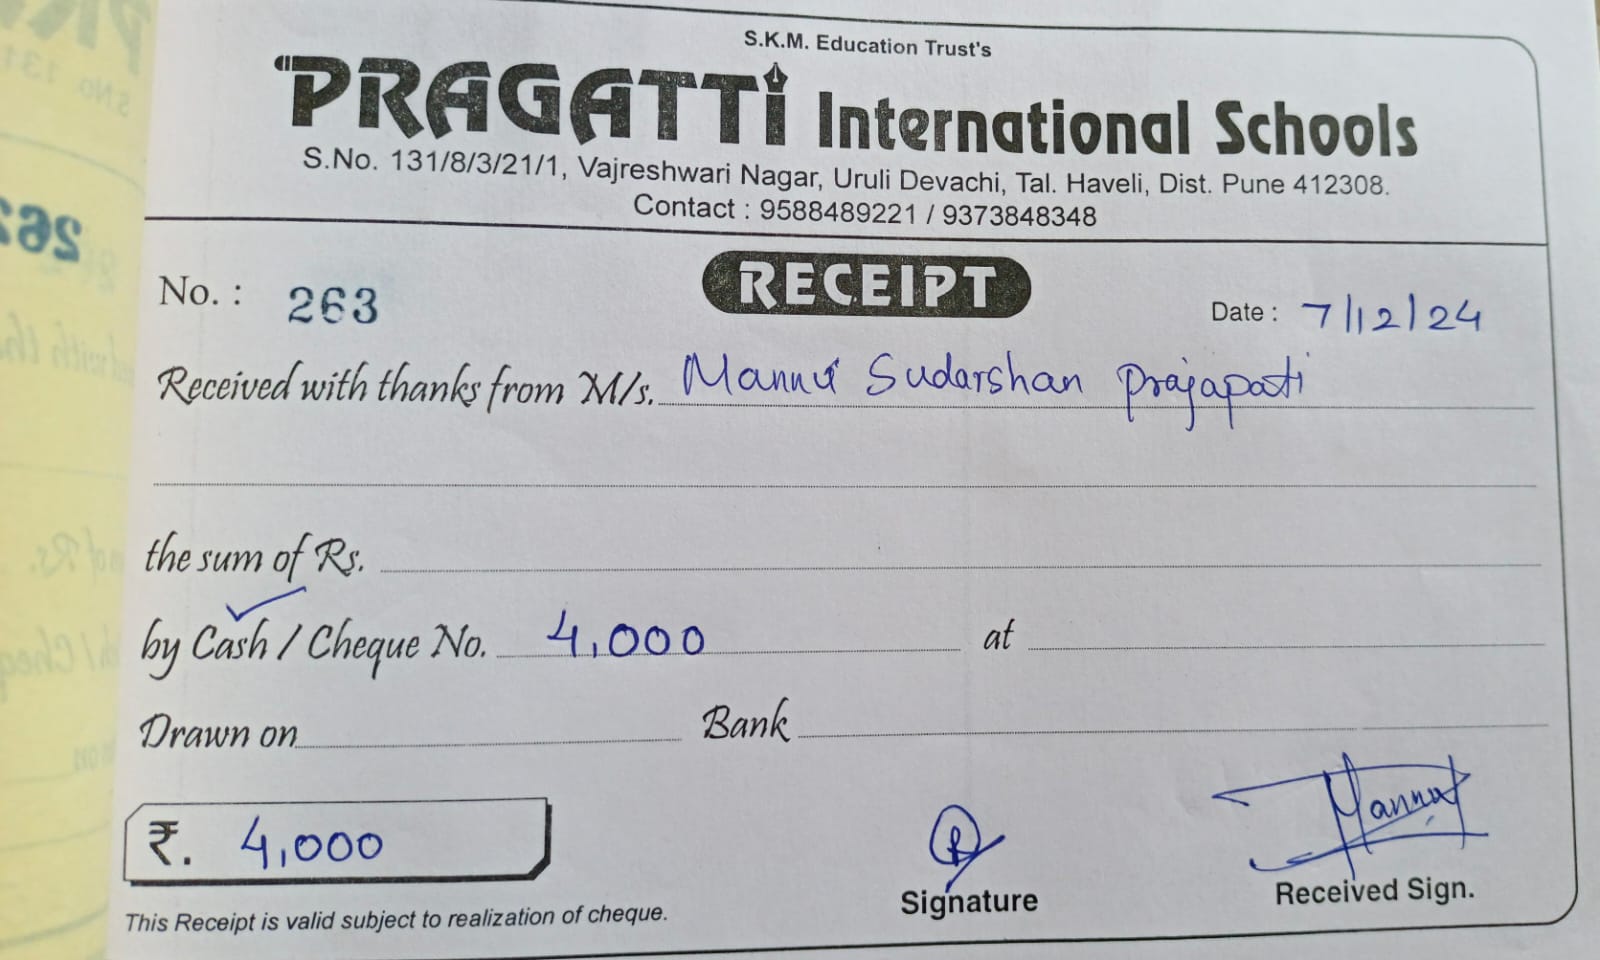 S.K.M. Education Trust's
PRAGATTI International Schools
S.No. 131/8/3/21/1, Vajreshwari Nagar, Uruli Devachi, Tal. Haveli, Dist. Pune 412308.
Contact : 9588489221 / 9373848348
RECEIPT
No. : 263
Date : 7/12/24
Received with thanks from M/s. Mannu Sudarshan Prajapati
the sum of Rs.
by Cash / Cheque No. 4,000 at
Drawn on Bank
₹. 4,000
Signature
Received Sign.
This Receipt is valid subject to realization of cheque.